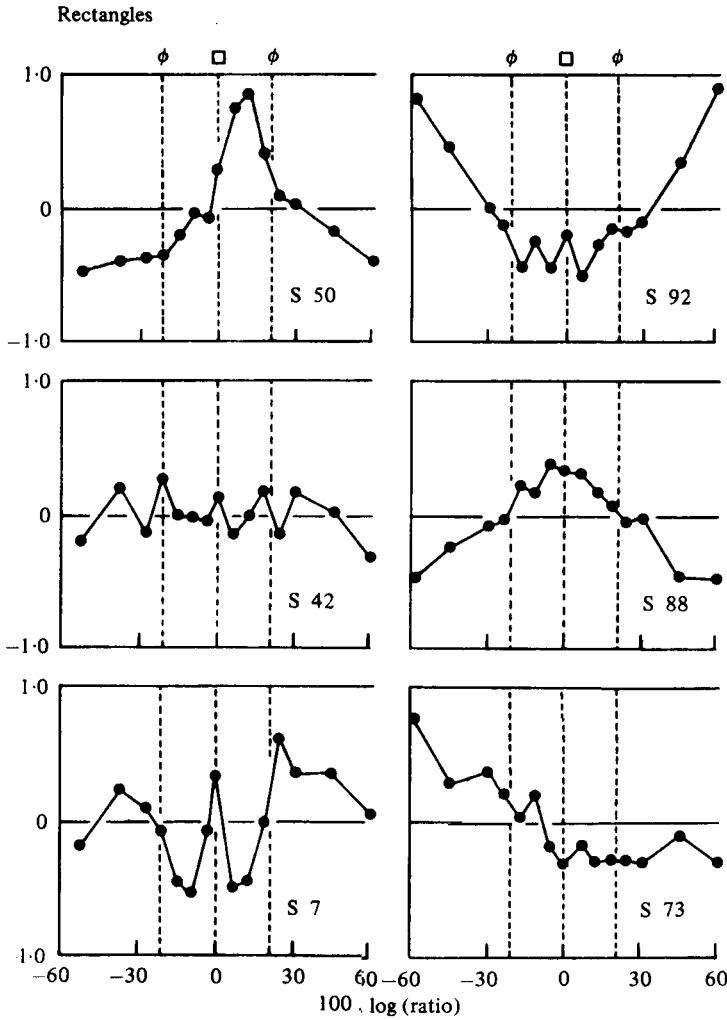 Rectangles
ϕ □ ϕ ϕ □ ϕ
1·0
0
S 50 S 92
−1·0
1·0
0
S 42 S 88
−1·0
1·0
0
S 7 S 73
1·0
−60 −30 0 30 60 −60 −30 0 30 60
100 . log (ratio)